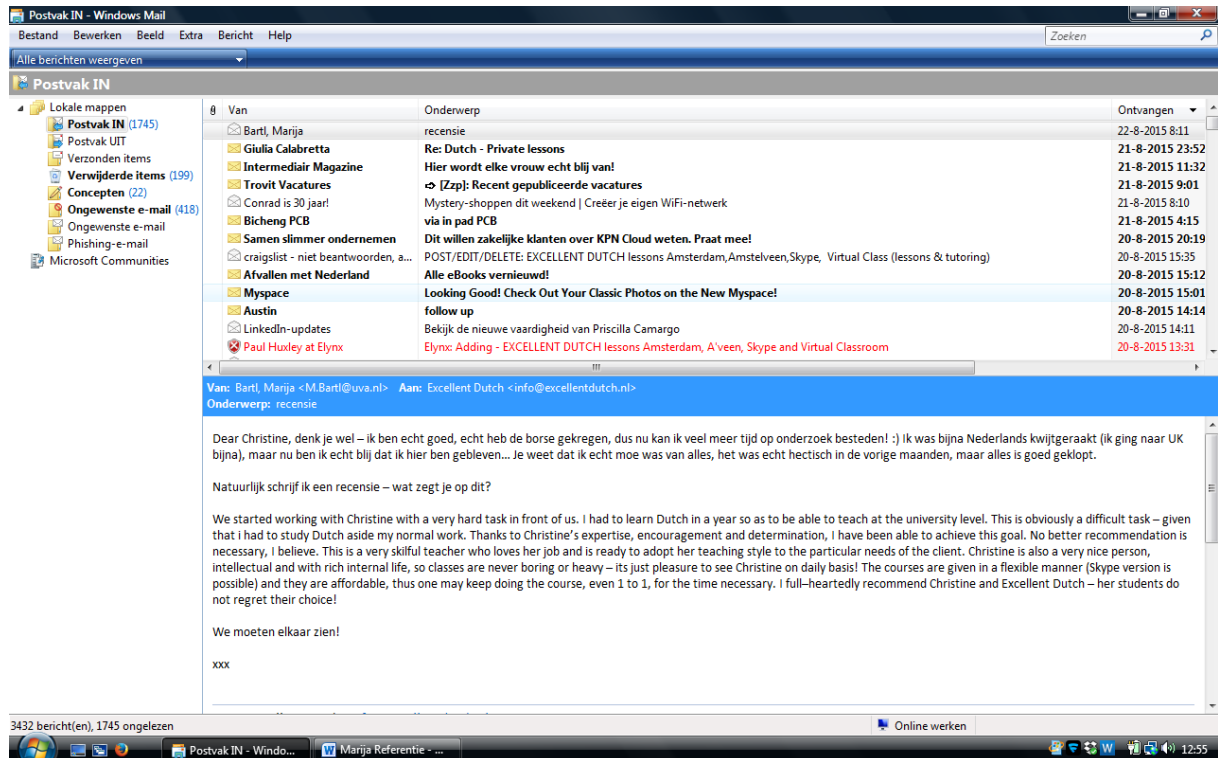 Postvak IN - Windows Mail
Bestand Bewerken Beeld Extra Bericht Help
Zoeken
Alle berichten weergeven
Postvak IN
Lokale mappen
Postvak IN (1745)
Postvak UIT
Verzonden items
Verwijderde items (199)
Concepten (22)
Ongewenste e-mail (418)
Ongewenste e-mail
Phishing-e-mail
Microsoft Communities
Van Onderwerp Ontvangen
Bartl, Marija recensie 22-8-2015 8:11
Giulia Calabretta Re: Dutch - Private lessons 21-8-2015 23:52
Intermediair Magazine Hier wordt elke vrouw echt blij van! 21-8-2015 11:32
Trovit Vacatures ➩ [Zzp]: Recent gepubliceerde vacatures 21-8-2015 9:01
Conrad is 30 jaar! Mystery-shoppen dit weekend | Creëer je eigen WiFi-netwerk 21-8-2015 8:10
Bicheng PCB via in pad PCB 21-8-2015 4:15
Samen slimmer ondernemen Dit willen zakelijke klanten over KPN Cloud weten. Praat mee! 20-8-2015 20:19
craigslist - niet beantwoorden, a... POST/EDIT/DELETE: EXCELLENT DUTCH lessons Amsterdam,Amstelveen,Skype, Virtual Class (lessons & tutoring) 20-8-2015 15:35
Afvallen met Nederland Alle eBooks vernieuwd! 20-8-2015 15:12
Myspace Looking Good! Check Out Your Classic Photos on the New Myspace! 20-8-2015 15:01
Austin follow up 20-8-2015 14:14
LinkedIn-updates Bekijk de nieuwe vaardigheid van Priscilla Camargo 20-8-2015 14:11
Paul Huxley at Elynx Elynx: Adding - EXCELLENT DUTCH lessons Amsterdam, A'veen, Skype and Virtual Classroom 20-8-2015 13:31
Van: Bartl, Marija <M.Bartl@uva.nl> Aan: Excellent Dutch <info@excellentdutch.nl>
Onderwerp: recensie
Dear Christine, denk je wel – ik ben echt goed, echt heb de borse gekregen, dus nu kan ik veel meer tijd op onderzoek besteden! :) Ik was bijna Nederlands kwijtgeraakt (ik ging naar UK
bijna), maar nu ben ik echt blij dat ik hier ben gebleven... Je weet dat ik echt moe was van alles, het was echt hectisch in de vorige maanden, maar alles is goed geklopt.
Natuurlijk schrijf ik een recensie – wat zegt je op dit?
We started working with Christine with a very hard task in front of us. I had to learn Dutch in a year so as to be able to teach at the university level. This is obviously a difficult task – given
that i had to study Dutch aside my normal work. Thanks to Christine's expertise, encouragement and determination, I have been able to achieve this goal. No better recommendation is
necessary, I believe. This is a very skilful teacher who loves her job and is ready to adopt her teaching style to the particular needs of the client. Christine is also a very nice person,
intellectual and with rich internal life, so classes are never boring or heavy – its just pleasure to see Christine on daily basis! The courses are given in a flexible manner (Skype version is
possible) and they are affordable, thus one may keep doing the course, even 1 to 1, for the time necessary. I full–heartedly recommend Christine and Excellent Dutch – her students do
not regret their choice!
We moeten elkaar zien!
xxx
3432 bericht(en), 1745 ongelezen
Online werken
Postvak IN - Windo...
Marija Referentie - ...
12:55